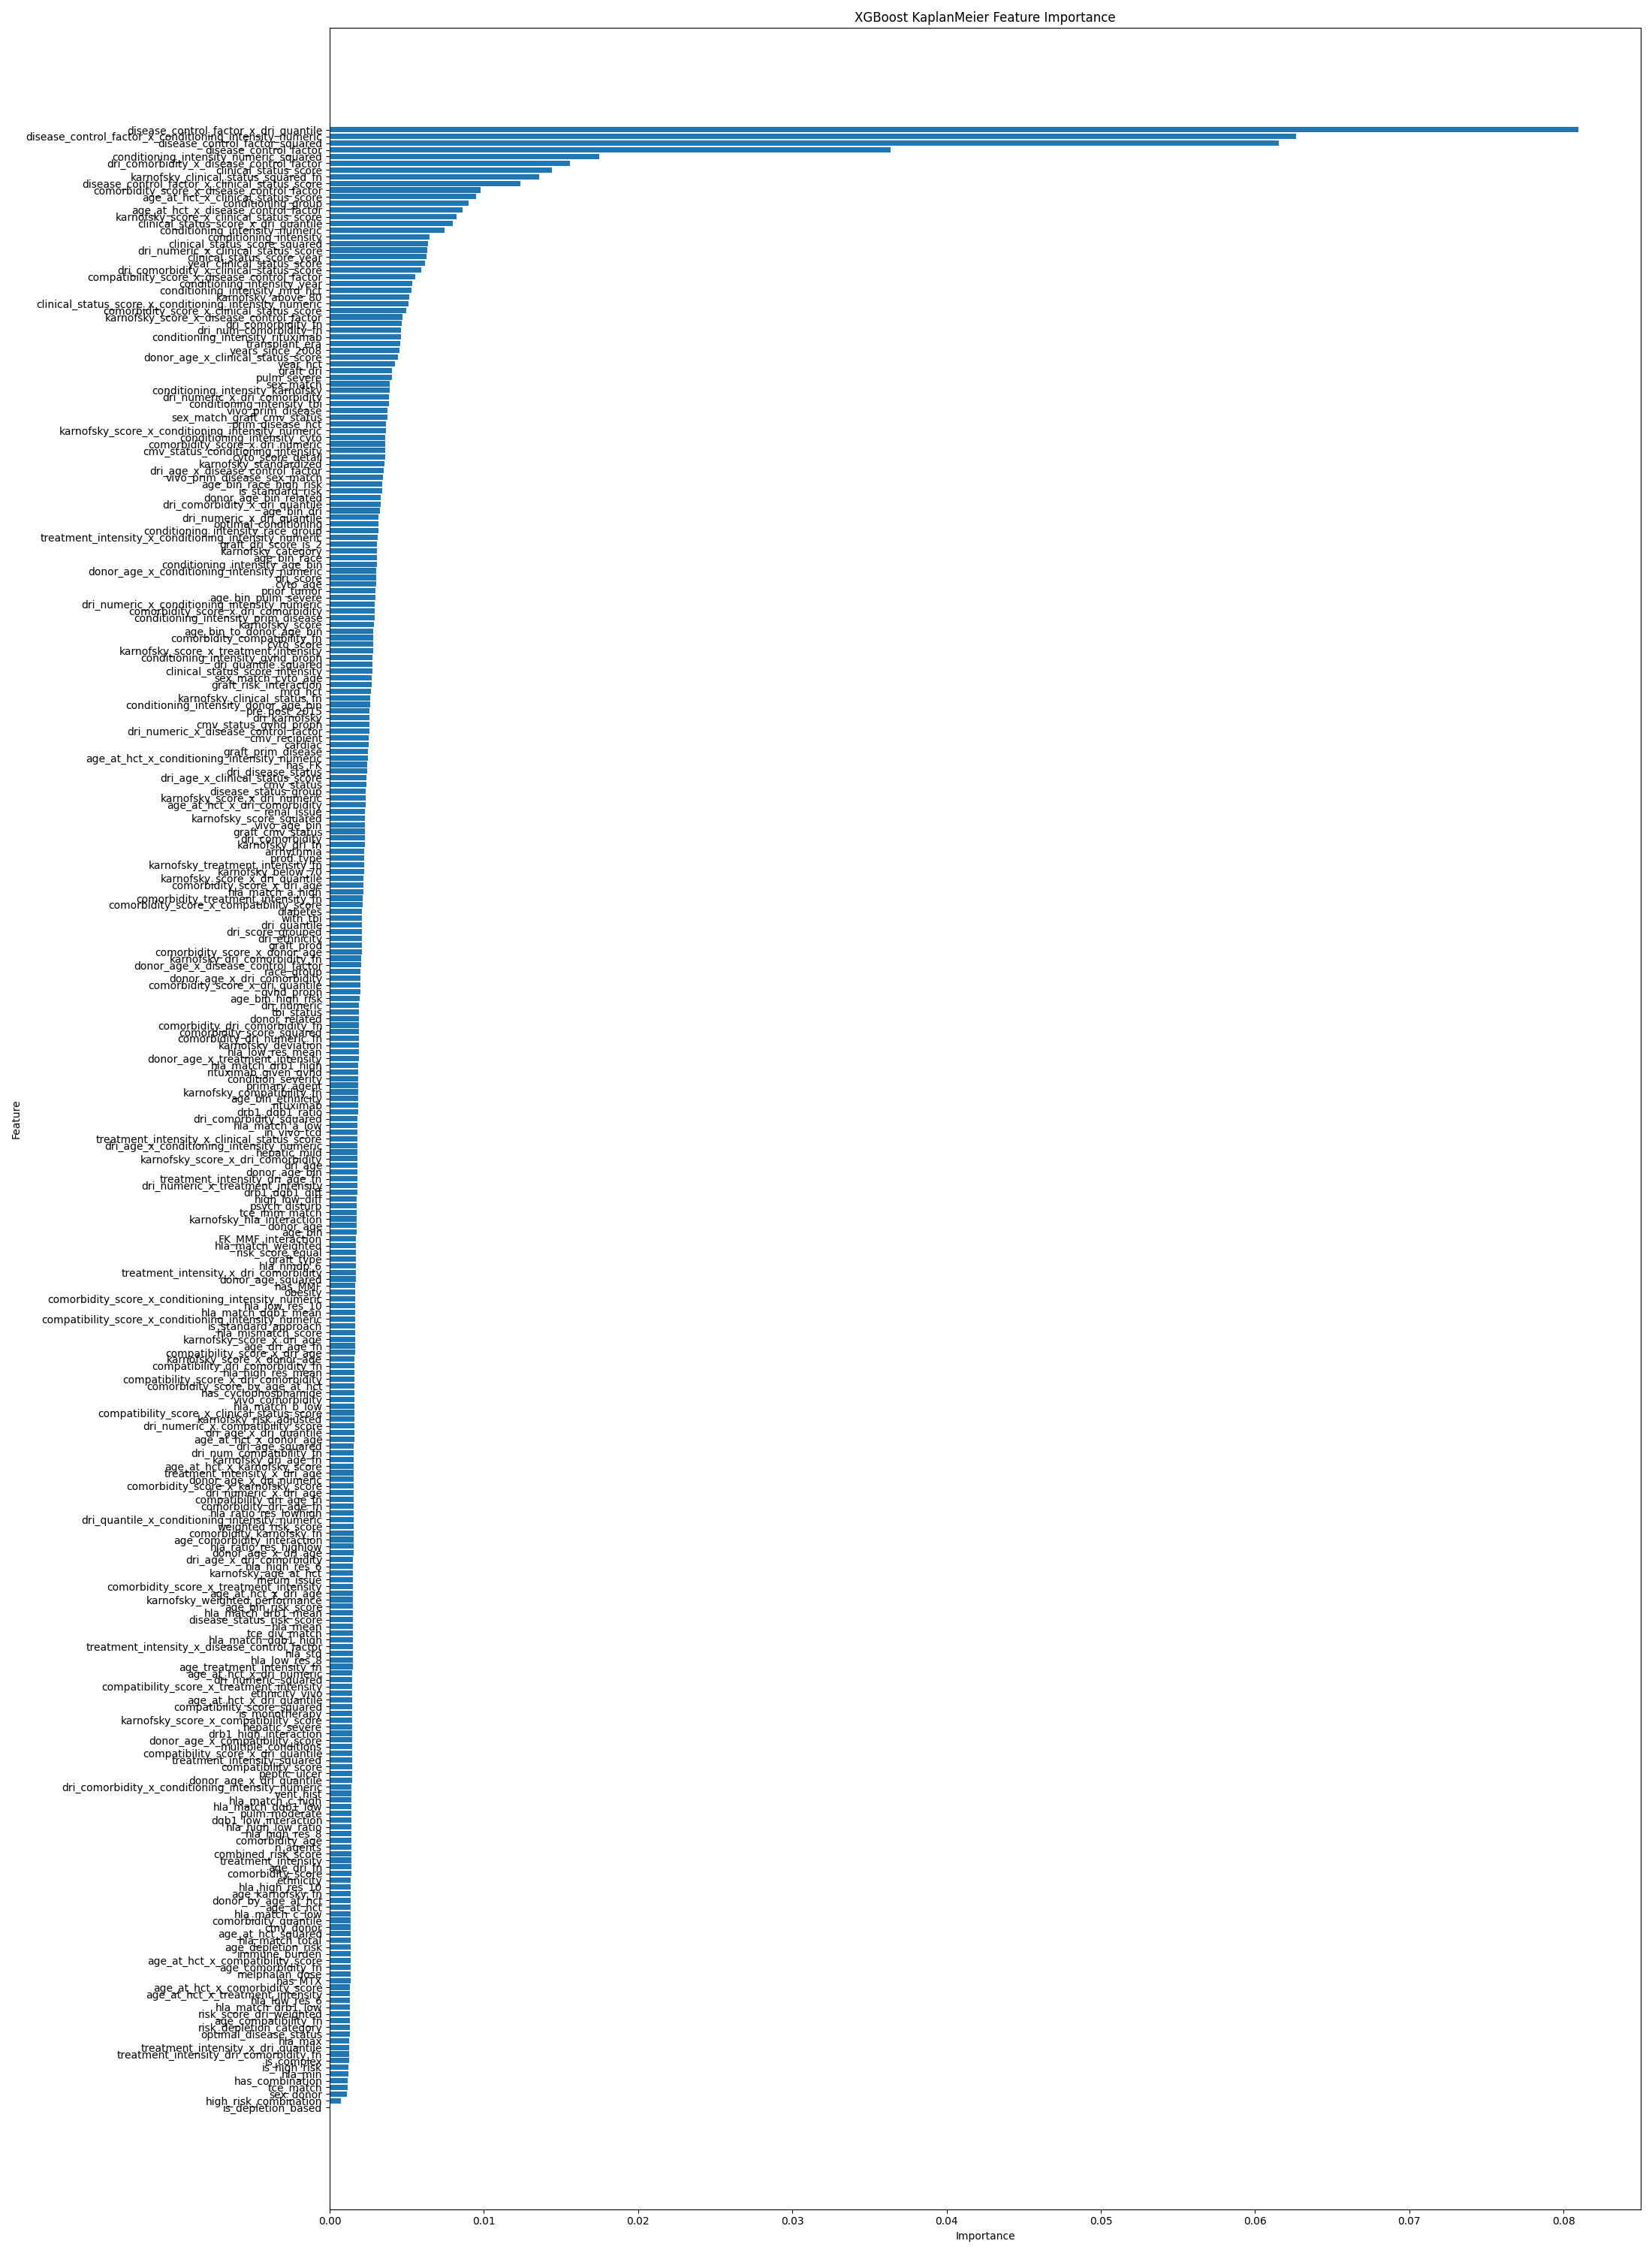 XGBoost KaplanMeier Feature Importance
disease_control_factor_x_dri_quantile
disease_control_factor_x_conditioning_intensity_numeric
disease_control_factor_squared
disease_control_factor
conditioning_intensity_numeric_squared
dri_comorbidity_x_disease_control_factor
clinical_status_score
karnofsky_clinical_status_squared_fn
disease_control_factor_x_clinical_status_score
comorbidity_score_x_disease_control_factor
age_at_hct_x_clinical_status_score
conditioning_group
age_at_hct_x_disease_control_factor
karnofsky_score_x_clinical_status_score
clinical_status_score_x_dri_quantile
conditioning_intensity_numeric
conditioning_intensity
clinical_status_score_squared
dri_numeric_x_clinical_status_score
clinical_status_score_year
year_clinical_status_score
dri_comorbidity_x_clinical_status_score
compatibility_score_x_disease_control_factor
conditioning_intensity_year
conditioning_intensity_mrd_hct
karnofsky_above_80
clinical_status_score_x_conditioning_intensity_numeric
comorbidity_score_x_clinical_status_score
karnofsky_score_x_disease_control_factor
dri_comorbidity_fn
dri_num_comorbidity_fn
conditioning_intensity_rituximab
transplant_era
years_since_2008
donor_age_x_clinical_status_score
year_hct
graft_dri
pulm_severe
sex_match
conditioning_intensity_karnofsky
dri_numeric_x_dri_comorbidity
conditioning_intensity_tbi
vivo_prim_disease
sex_match_graft_cmv_status
prim_disease_hct
karnofsky_score_x_conditioning_intensity_numeric
conditioning_intensity_cyto
comorbidity_score_x_dri_numeric
cmv_status_conditioning_intensity
cyto_score_detail
karnofsky_standardized
dri_age_x_disease_control_factor
vivo_prim_disease_sex_match
age_bin_race_high_risk
is_standard_risk
donor_age_bin_related
dri_comorbidity_x_dri_quantile
age_bin_dri
dri_numeric_x_dri_quantile
optimal_conditioning
conditioning_intensity_race_group
treatment_intensity_x_conditioning_intensity_numeric
graft_dri_score_is_2
karnofsky_category
age_bin_race
conditioning_intensity_age_bin
donor_age_x_conditioning_intensity_numeric
dri_score
cyto_age
prior_tumor
age_bin_pulm_severe
dri_numeric_x_conditioning_intensity_numeric
comorbidity_score_x_dri_comorbidity
conditioning_intensity_prim_disease
karnofsky_score
age_bin_to_donor_age_bin
comorbidity_compatibility_fn
cyto_score
karnofsky_score_x_treatment_intensity
conditioning_intensity_gvhd_proph
dri_quantile_squared
clinical_status_score_intensity
sex_match_cyto_age
graft_risk_interaction
mrd_hct
karnofsky_clinical_status_fn
conditioning_intensity_donor_age_bin
pre_post_2015
dri_karnofsky
cmv_status_gvhd_proph
dri_numeric_x_disease_control_factor
cmv_recipient
cardiac
graft_prim_disease
age_at_hct_x_conditioning_intensity_numeric
has_FK
dri_disease_status
dri_age_x_clinical_status_score
cmv_status
disease_status_group
karnofsky_score_x_dri_numeric
age_at_hct_x_dri_comorbidity
renal_issue
karnofsky_score_squared
vivo_age_bin
graft_cmv_status
dri_comorbidity
karnofsky_dri_fn
arrhythmia
prod_type
karnofsky_treatment_intensity_fn
karnofsky_below_70
karnofsky_score_x_dri_quantile
comorbidity_score_x_dri_age
hla_match_a_high
comorbidity_treatment_intensity_fn
comorbidity_score_x_compatibility_score
diabetes
with_tbi
dri_quantile
dri_score_grouped
dri_ethnicity
graft_prod
comorbidity_score_x_donor_age
karnofsky_dri_comorbidity_fn
donor_age_x_disease_control_factor
race_group
donor_age_x_dri_comorbidity
comorbidity_score_x_dri_quantile
gvhd_proph
age_bin_high_risk
dri_numeric
tbi_status
donor_related
comorbidity_dri_comorbidity_fn
comorbidity_score_squared
comorbidity_dri_numeric_fn
karnofsky_deviation
hla_low_res_mean
donor_age_x_treatment_intensity
hla_match_drb1_high
rituximab_given_gvhd
condition_severity
primary_agent
karnofsky_compatibility_fn
age_bin_ethnicity
rituximab
drb1_dqb1_ratio
dri_comorbidity_squared
hla_match_a_low
in_vivo_tcd
treatment_intensity_x_clinical_status_score
dri_age_x_conditioning_intensity_numeric
hepatic_mild
karnofsky_score_x_dri_comorbidity
dri_age
donor_age_bin
treatment_intensity_dri_age_fn
dri_numeric_x_treatment_intensity
drb1_dqb1_diff
high_low_diff
psych_disturb
tce_imm_match
karnofsky_hla_interaction
donor_age
age_bin
FK_MMF_interaction
hla_match_weighted
risk_score_equal
graft_type
hla_nmdp_6
treatment_intensity_x_dri_comorbidity
donor_age_squared
has_MMF
obesity
comorbidity_score_x_conditioning_intensity_numeric
hla_low_res_10
hla_match_dqb1_mean
compatibility_score_x_conditioning_intensity_numeric
is_standard_approach
hla_mismatch_score
karnofsky_score_x_dri_age
age_dri_age_fn
compatibility_score_x_dri_age
karnofsky_score_x_donor_age
compatibility_dri_comorbidity_fn
hla_high_res_mean
compatibility_score_x_dri_comorbidity
comorbidity_score_by_age_at_hct
has_cyclophosphamide
vivo_comorbidity
hla_match_b_low
compatibility_score_x_clinical_status_score
karnofsky_risk_adjusted
dri_numeric_x_compatibility_score
dri_age_x_dri_quantile
age_at_hct_x_donor_age
dri_age_squared
dri_num_compatibility_fn
karnofsky_dri_age_fn
age_at_hct_x_karnofsky_score
treatment_intensity_x_dri_age
donor_age_x_dri_numeric
comorbidity_score_x_karnofsky_score
dri_numeric_x_dri_age
compatibility_dri_age_fn
comorbidity_dri_age_fn
hla_ratio_res_lowhigh
dri_quantile_x_conditioning_intensity_numeric
weighted_risk_score
comorbidity_karnofsky_fn
age_comorbidity_interaction
hla_ratio_res_highlow
donor_age_x_dri_age
dri_age_x_dri_comorbidity
hla_high_res_6
karnofsky_age_at_hct
rheum_issue
comorbidity_score_x_treatment_intensity
age_at_hct_x_dri_age
karnofsky_weighted_performance
age_bin_risk_score
hla_match_drb1_mean
disease_status_risk_score
hla_mean
tce_div_match
hla_match_dqb1_high
treatment_intensity_x_disease_control_factor
hla_std
hla_low_res_8
age_treatment_intensity_fn
age_at_hct_x_dri_numeric
dri_numeric_squared
compatibility_score_x_treatment_intensity
ethnicity_vivo
age_at_hct_x_dri_quantile
compatibility_score_squared
is_monotherapy
karnofsky_score_x_compatibility_score
hepatic_severe
drb1_high_interaction
donor_age_x_compatibility_score
multiple_conditions
compatibility_score_x_dri_quantile
treatment_intensity_squared
compatibility_score
peptic_ulcer
donor_age_x_dri_quantile
dri_comorbidity_x_conditioning_intensity_numeric
vent_hist
hla_match_c_high
hla_match_dqb1_low
pulm_moderate
dqb1_low_interaction
hla_high_low_ratio
hla_high_res_8
comorbidity_age
n_agents
combined_risk_score
treatment_intensity
age_dri_fn
comorbidity_score
ethnicity
hla_high_res_10
age_karnofsky_fn
donor_by_age_at_hct
age_at_hct
hla_match_c_low
comorbidity_quantile
cmv_donor
age_at_hct_squared
hla_match_total
age_depletion_risk
immune_burden
age_at_hct_x_compatibility_score
age_comorbidity_fn
melphalan_dose
has_MTX
age_at_hct_x_comorbidity_score
age_at_hct_x_treatment_intensity
hla_low_res_6
hla_match_drb1_low
risk_score_dri_weighted
age_compatibility_fn
risk_depletion_category
optimal_disease_status
hla_max
treatment_intensity_x_dri_quantile
treatment_intensity_dri_comorbidity_fn
is_complex
is_high_risk
hla_min
has_combination
tce_match
sex_donor
high_risk_combination
is_depletion_based
Feature
0.00 0.01 0.02 0.03 0.04 0.05 0.06 0.07 0.08
Importance